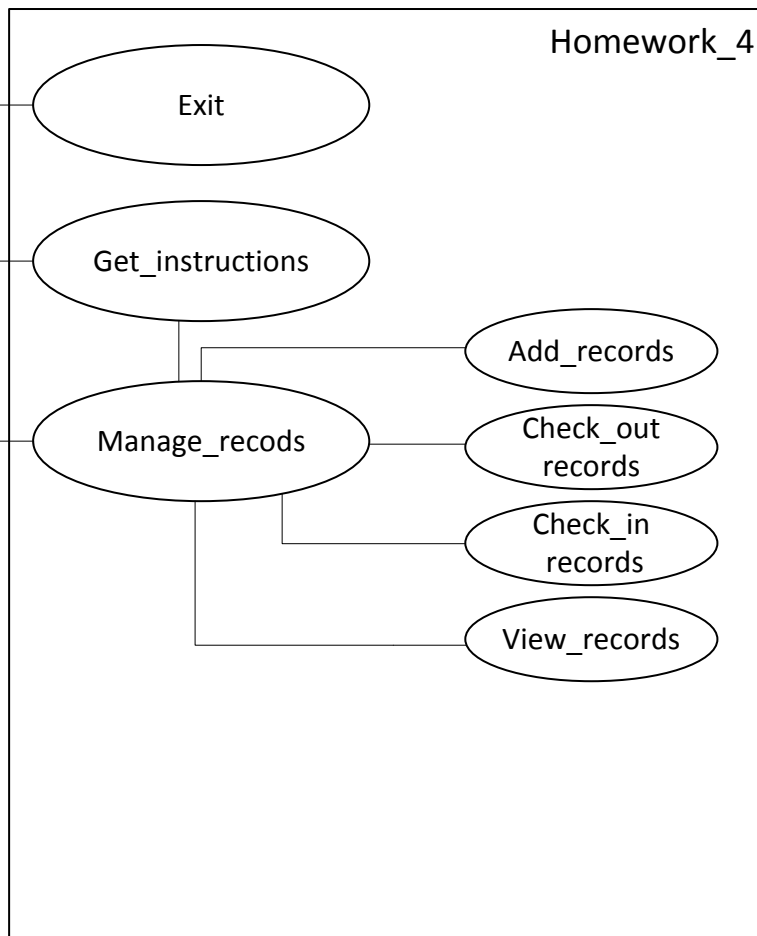 Homework_4
Exit
Get_instructions
Add_records
Manage_recods
Check_out
records
Check_in
records
View_records